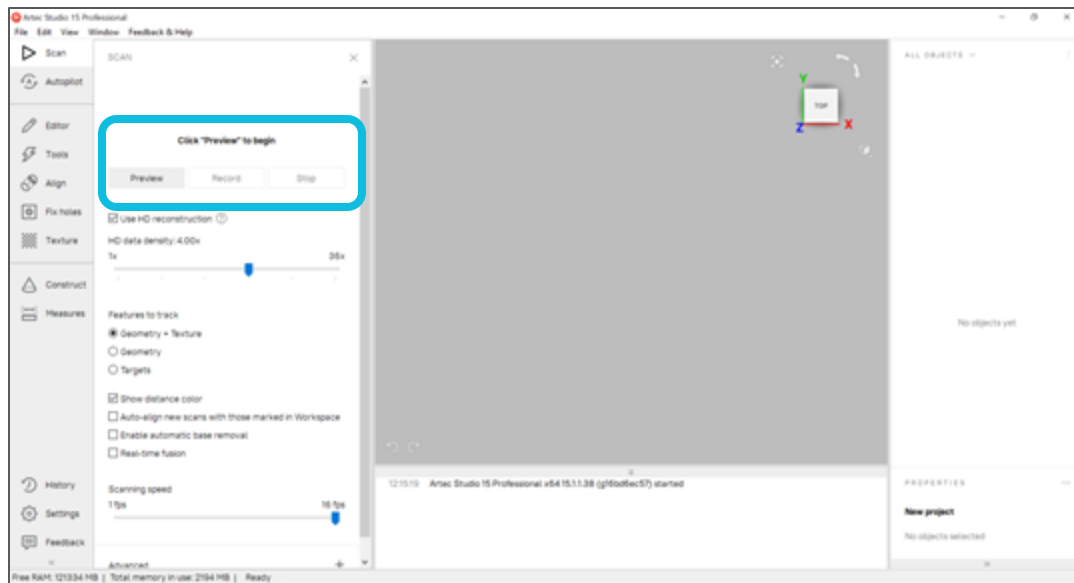 Artec Studio 15 Professional
File Edit View Window Feedback & Help
Scan
Autopilot
Editor
Tools
Align
Fix holes
Texture
Construct
Measures
History
Settings
Feedback
SCAN
Click "Preview" to begin
Preview Record Stop
Use HD reconstruction ?
HD data density: 4.00x
1x 36x
Features to track
Geometry + Texture
Geometry
Targets
Show distance color
Auto-align new scans with those marked in Workspace
Enable automatic base removal
Real-time fusion
Scanning speed
1 fps 16 fps
Advanced +
Y
TOP
Z X
12:15:19 Artec Studio 15 Professional x64 15.1.1.38 (g16bd6ec57) started
ALL OBJECTS
No objects yet
PROPERTIES
New project
No objects selected
Free RAM: 121334 MB | Total memory in use: 2194 MB | Ready